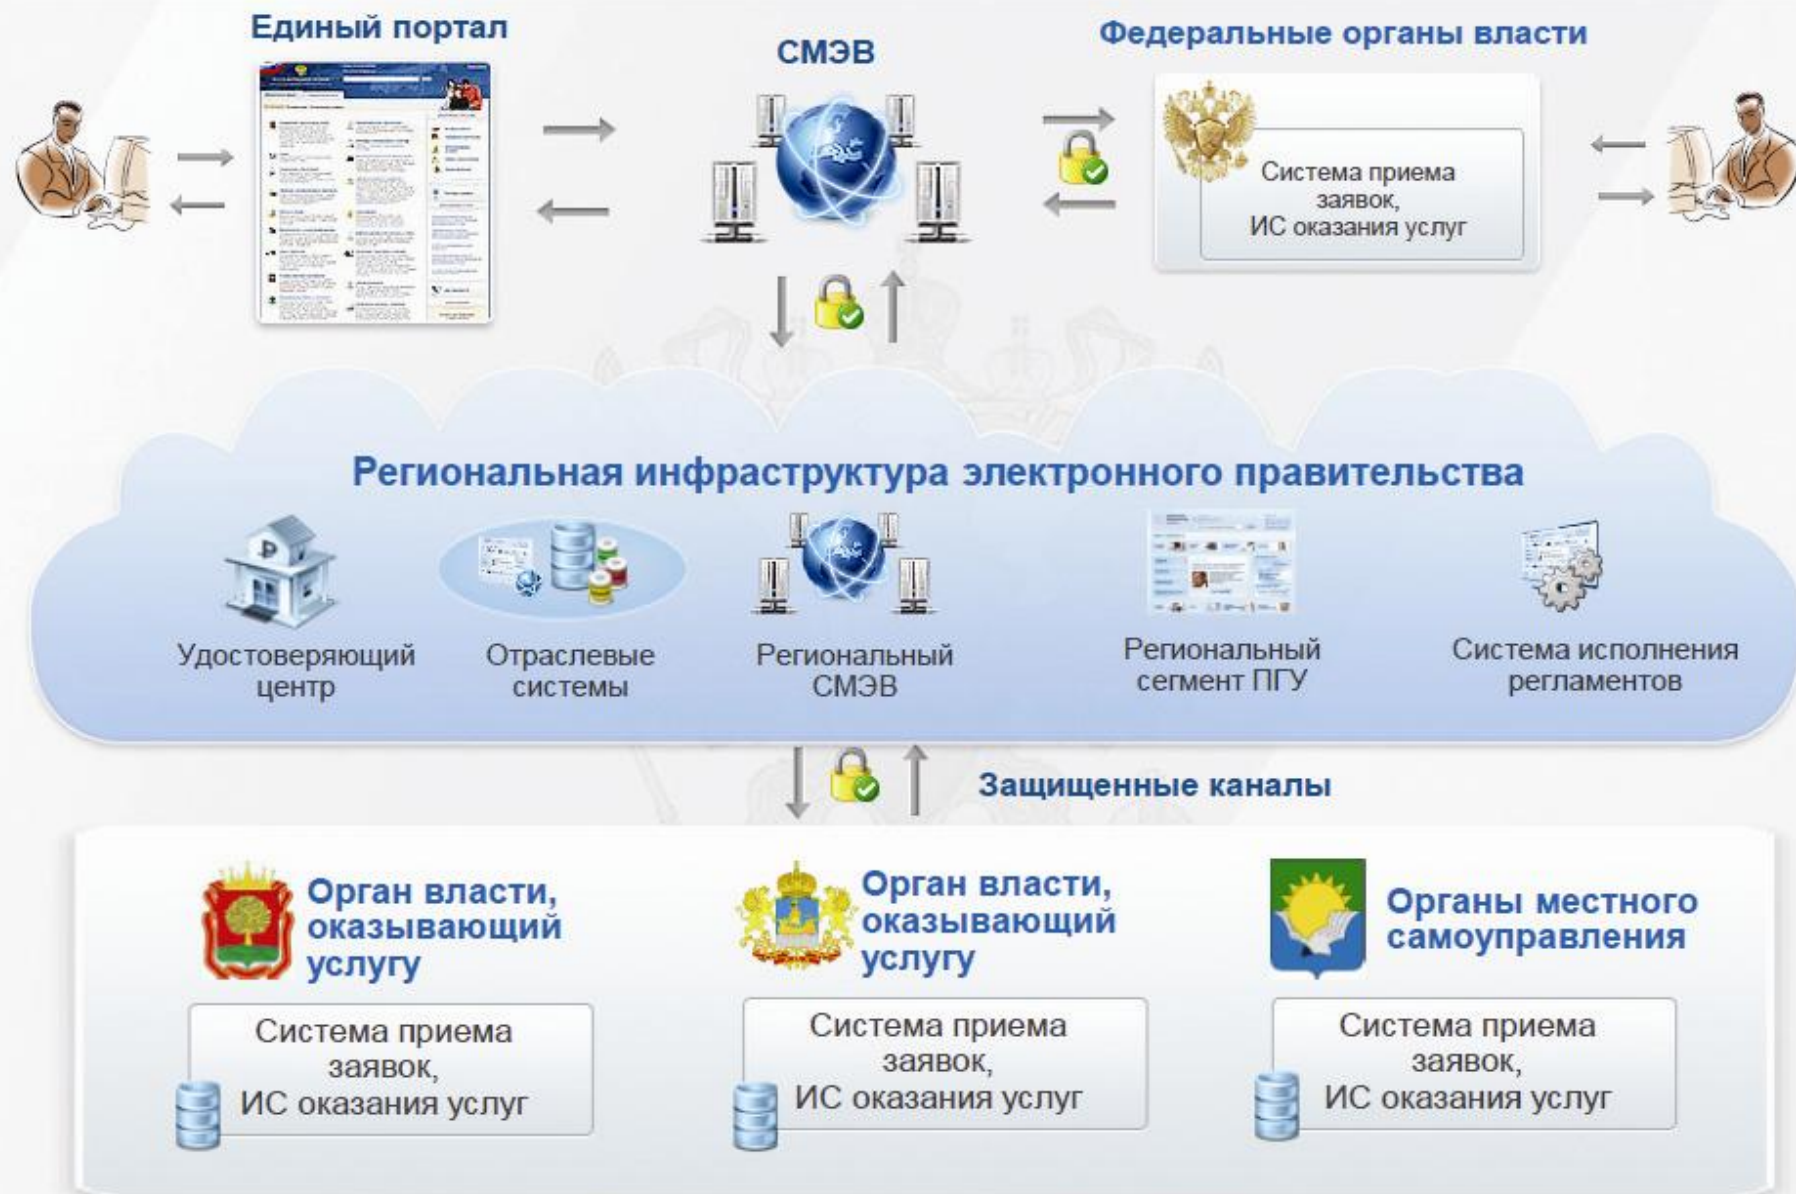 Единый портал
СМЭВ
Федеральные органы власти
Система приема
заявок,
ИС оказания услуг
Региональная инфраструктура электронного правительства
Удостоверяющий
центр
Отраслевые
системы
Региональный
СМЭВ
Региональный
сегмент ПГУ
Система исполнения
регламентов
Защищенные каналы
Орган власти,
оказывающий
услугу
Система приема
заявок,
ИС оказания услуг
Орган власти,
оказывающий
услугу
Система приема
заявок,
ИС оказания услуг
Органы местного
самоуправления
Система приема
заявок,
ИС оказания услуг